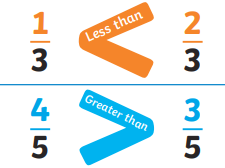 1/3 Less than 2/3
4/5 Greater than 3/5